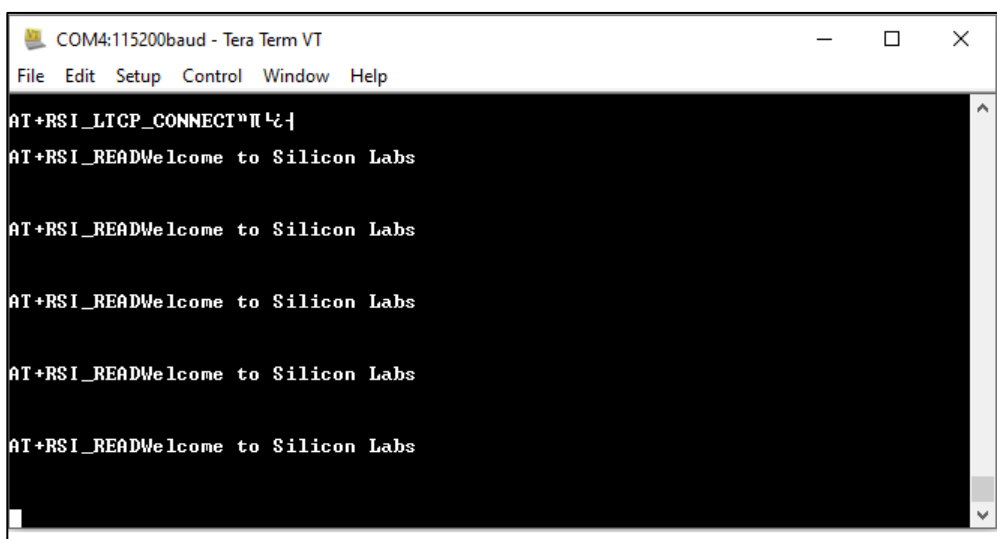 COM4:115200baud - Tera Term VT
File Edit Setup Control Window Help
AT+RSI_LTCP_CONNECT
AT+RSI_READWelcome to Silicon Labs
AT+RSI_READWelcome to Silicon Labs
AT+RSI_READWelcome to Silicon Labs
AT+RSI_READWelcome to Silicon Labs
AT+RSI_READWelcome to Silicon Labs